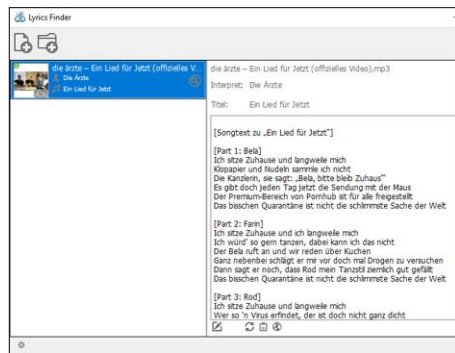 Lyrics Finder
die ärzte – Ein Lied für Jetzt (offizielles V...
Die Ärzte
Ein Lied für Jetzt
die ärzte – Ein Lied für Jetzt (offizielles Video).mp3
Interpret: Die Ärzte
Titel: Ein Lied für Jetzt
[Songtext zu „Ein Lied für Jetzt"]
[Part 1: Bela]
Ich sitze Zuhause und langweile mich
Klopapier und Nudeln sammle ich nicht
Die Kanzlerin, sie sagt: „Bela, bitte bleib Zuhaus'"
Es gibt doch jeden Tag jetzt die Sendung mit der Maus
Der Premium-Bereich von Pornhub ist für alle freigestellt
Das bisschen Quarantäne ist nicht die schlimmste Sache der Welt
[Part 2: Farin]
Ich sitze Zuhause und ich langweile mich
Ich würd' so gern tanzen, dabei kann ich das nicht
Der Bela ruft an und wir reden über Kuchen
Ganz nebenbei schlägt er mir vor doch mal Drogen zu versuchen
Dann sagt er noch, dass Rod mein Tanzstil ziemlich gut gefällt
Das bisschen Quarantäne ist nicht die schlimmste Sache der Welt
[Part 3: Rod]
Ich sitze Zuhause und langweile mich
Wer so 'n Virus erfindet, der ist doch nicht ganz dicht